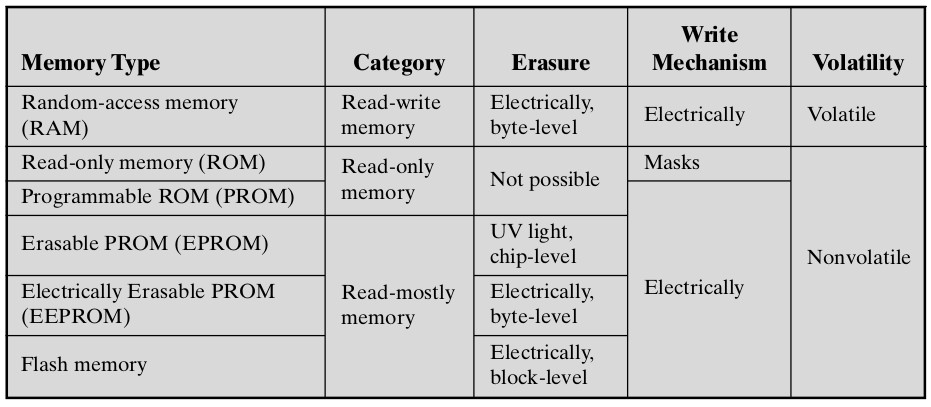 Memory Type
Category
Erasure
Write
Mechanism
Volatility
Random-access memory
(RAM)
Read-write
memory
Electrically,
byte-level
Electrically
Volatile
Read-only memory (ROM)
Read-only
memory
Not possible
Masks
Nonvolatile
Programmable ROM (PROM)
Electrically
Erasable PROM (EPROM)
Read-mostly
memory
UV light,
chip-level
Electrically Erasable PROM
(EEPROM)
Electrically,
byte-level
Flash memory
Electrically,
block-level